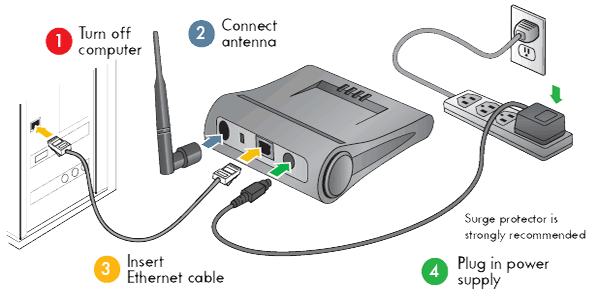 1 Turn off
computer
2 Connect
antenna
3 Insert
Ethernet cable
Surge protector is
strongly recommended
4 Plug in power
supply